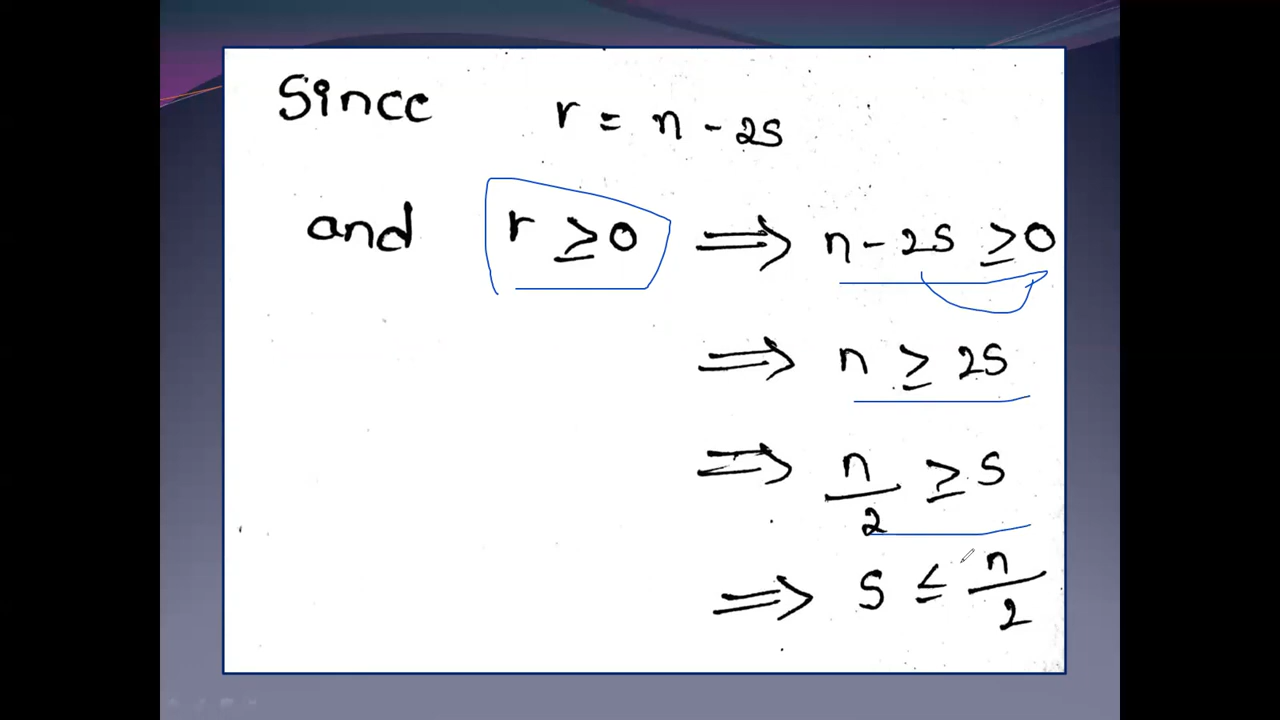 Since r = n - 2s
and r ≥ 0 ⟹ n - 2s ≥ 0
⟹ n ≥ 2s
⟹ n/2 ≥ s
⟹ s ≤ n/2